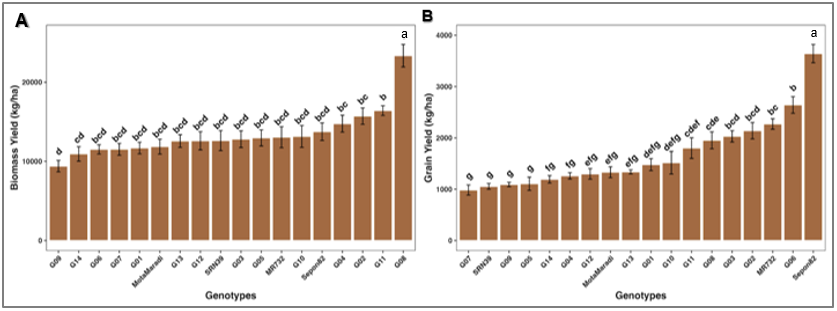 A
Biomass Yield (kg/ha)
20000
10000
0
d cd bcd bcd bcd bcd bcd bcd bcd bcd bcd bcd bcd bcd bc bc b a
G09 G14 G06 G07 G01 MotaMaradi G13 G12 SRN39 G03 G05 MR732 G10 Sepon82 G04 G02 G11 G08
Genotypes
B
Grain Yield (kg/ha)
4000
3000
2000
1000
0
g g g g fg fg efg efg efg defg defg cdef cde bcd bcd bc b a
G07 SRN39 G09 G05 G14 G04 G12 MotaMaradi G13 G01 G10 G11 G08 G03 G02 MR732 G06 Sepon82
Genotypes